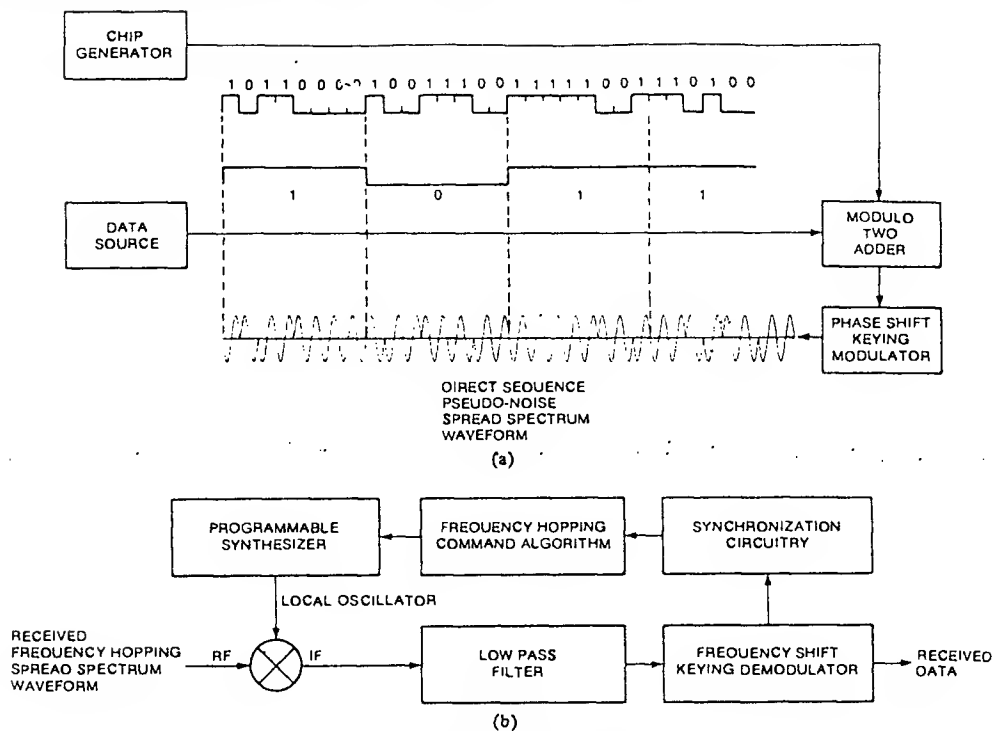 CHIP
GENERATOR
1 0 1 1 0 0 0 0 1 0 0 1 1 1 0 0 1 1 1 1 1 0 0 1 1 1 0 1 0 0
1 0 1 1
DATA
SOURCE
MODULO
TWO
ADDER
PHASE SHIFT
KEYING
MODULATOR
DIRECT SEQUENCE
PSEUDO-NOISE
SPREAD SPECTRUM
WAVEFORM
(a)
PROGRAMMABLE
SYNTHESIZER
FREQUENCY HOPPING
COMMAND ALGORITHM
SYNCHRONIZATION
CIRCUITRY
LOCAL OSCILLATOR
RECEIVED
FREQUENCY HOPPING
SPREAD SPECTRUM
WAVEFORM
RF
IF
LOW PASS
FILTER
FREQUENCY SHIFT
KEYING DEMODULATOR
RECEIVED
DATA
(b)